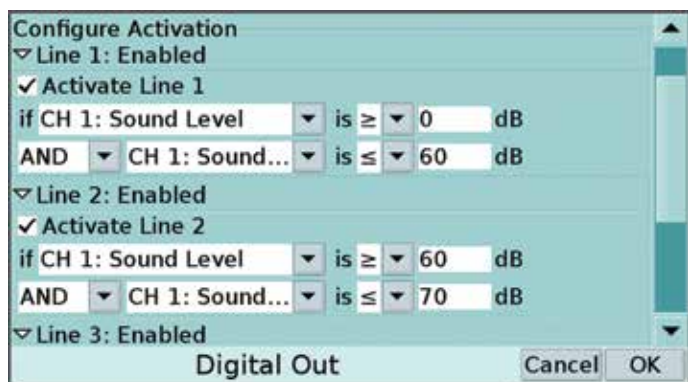 Configure Activation
Line 1: Enabled
Activate Line 1
if CH 1: Sound Level is ≥ 0 dB
AND CH 1: Sound... is ≤ 60 dB
Line 2: Enabled
Activate Line 2
if CH 1: Sound Level is ≥ 60 dB
AND CH 1: Sound... is ≤ 70 dB
Line 3: Enabled
Digital Out Cancel OK